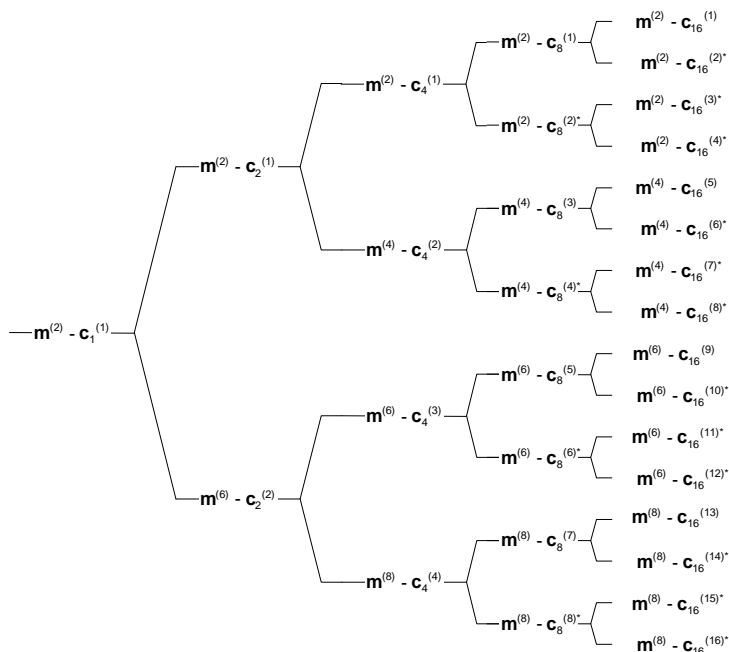 m(2) - c16(1)
m(2) - c8(1)
m(2) - c16(2)*
m(2) - c4(1)
m(2) - c16(3)*
m(2) - c8(2)*
m(2) - c16(4)*
m(2) - c2(1)
m(4) - c16(5)
m(4) - c8(3)
m(4) - c16(6)*
m(4) - c4(2)
m(4) - c16(7)*
m(4) - c8(4)*
m(4) - c16(8)*
m(2) - c1(1)
m(6) - c16(9)
m(6) - c8(5)
m(6) - c16(10)*
m(6) - c4(3)
m(6) - c16(11)*
m(6) - c8(6)*
m(6) - c16(12)*
m(6) - c2(2)
m(8) - c16(13)
m(8) - c8(7)
m(8) - c16(14)*
m(8) - c4(4)
m(8) - c16(15)*
m(8) - c8(8)*
m(8) - c16(16)*